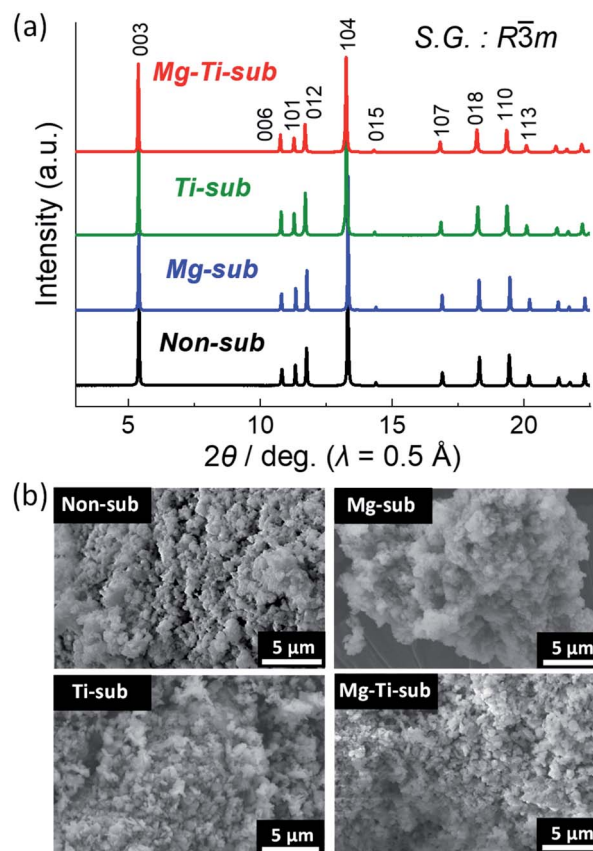 (a)
S.G. : R3̄m
003
006
101
012
104
015
107
018
110
113
Mg-Ti-sub
Ti-sub
Mg-sub
Non-sub
Intensity (a.u.)
5
10
15
20
2θ / deg. (λ = 0.5 Å)
(b)
Non-sub
5 μm
Mg-sub
5 μm
Ti-sub
5 μm
Mg-Ti-sub
5 μm